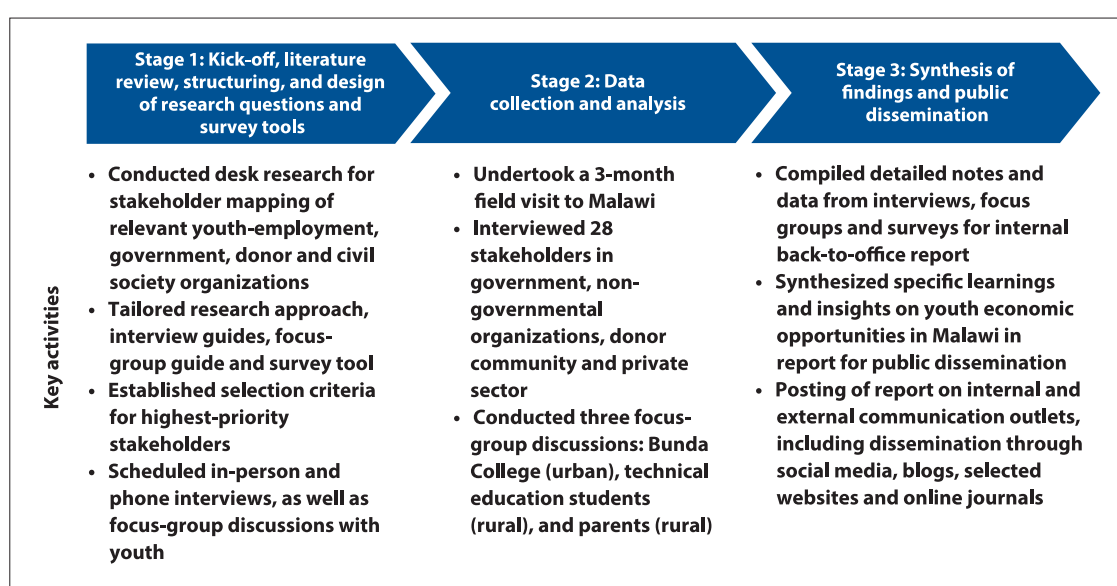 Stage 1: Kick-off, literature
review, structuring, and design
of research questions and
survey tools
Stage 2: Data
collection and analysis
Stage 3: Synthesis of
findings and public
dissemination
Key activities
• Conducted desk research for
stakeholder mapping of
relevant youth-employment,
government, donor and civil
society organizations
• Tailored research approach,
interview guides, focus-
group guide and survey tool
• Established selection criteria
for highest-priority
stakeholders
• Scheduled in-person and
phone interviews, as well as
focus-group discussions with
youth
• Undertook a 3-month
field visit to Malawi
• Interviewed 28
stakeholders in
government, non-
governmental
organizations, donor
community and private
sector
• Conducted three focus-
group discussions: Bunda
College (urban), technical
education students
(rural), and parents (rural)
• Compiled detailed notes and
data from interviews, focus
groups and surveys for internal
back-to-office report
• Synthesized specific learnings
and insights on youth economic
opportunities in Malawi in
report for public dissemination
• Posting of report on internal and
external communication outlets,
including dissemination through
social media, blogs, selected
websites and online journals